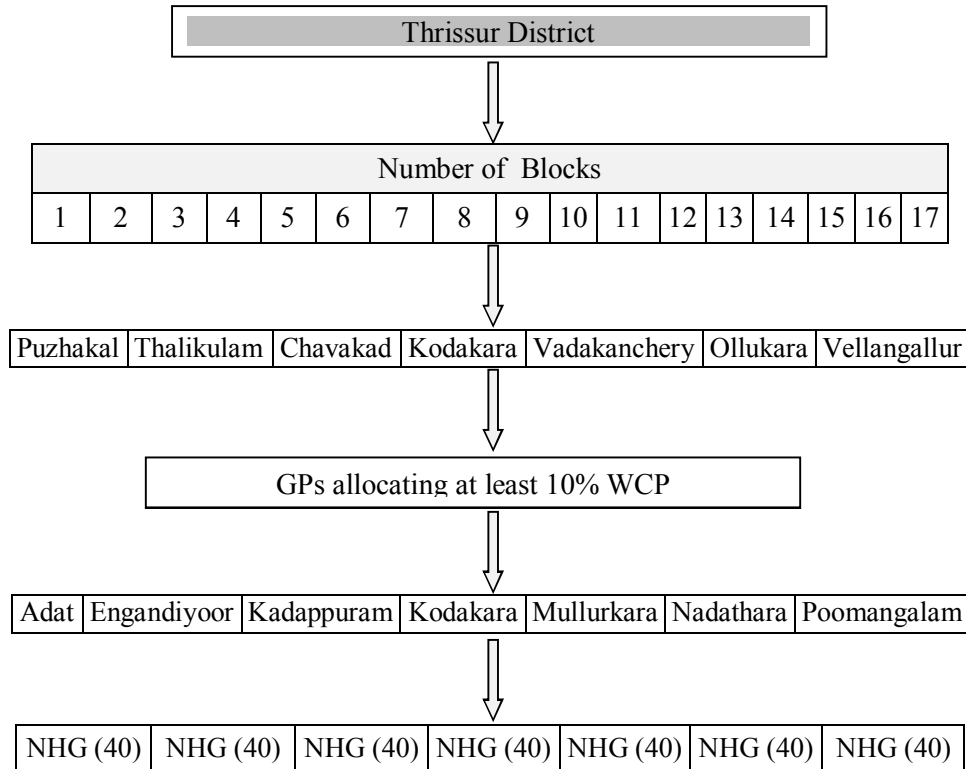 Thrissur District
Number of Blocks
1 2 3 4 5 6 7 8 9 10 11 12 13 14 15 16 17
Puzhakal Thalikulam Chavakad Kodakara Vadakanchery Ollukara Vellangallur
GPs allocating at least 10% WCP
Adat Engandiyoor Kadappuram Kodakara Mullurkara Nadathara Poomangalam
NHG (40) NHG (40) NHG (40) NHG (40) NHG (40) NHG (40) NHG (40)